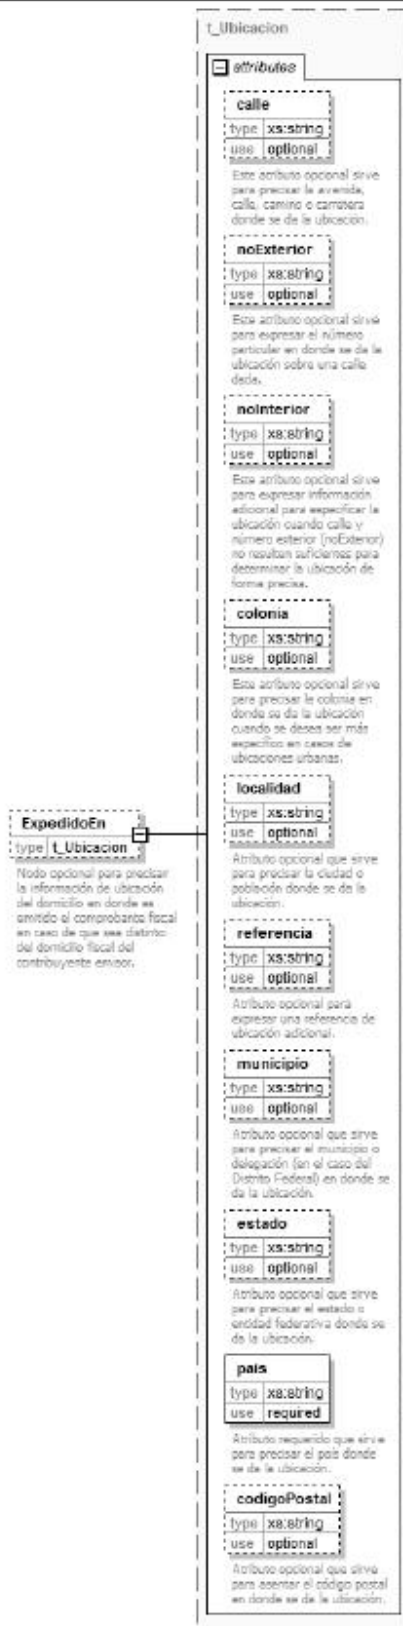 t_Ubicacion
attributes
calle
type xs:string
use optional
Este atributo opcional sirve
para precisar la avenida,
calle, camino o carretera
donde se da la ubicación.
noExterior
type xs:string
use optional
Este atributo opcional sirve
para expresar el número
particular en donde se da la
ubicación sobre una calle
dada.
noInterior
type xs:string
use optional
Este atributo opcional sirve
para expresar información
adicional para especificar la
ubicación cuando calle y
número exterior (noExterior)
no resulten suficientes para
determinar la ubicación de
forma precisa.
colonia
type xs:string
use optional
Este atributo opcional sirve
para precisar la colonia en
donde se da la ubicación
cuando se desea ser más
específico en casos de
ubicaciones urbanas.
localidad
type xs:string
use optional
Atributo opcional que sirve
para precisar la ciudad o
población donde se da la
ubicación.
ExpedidoEn
type t_Ubicacion
Nodo opcional para precisar
la información de ubicación
del domicilio en donde es
emitido el comprobante fiscal
en caso de que sea distinto
del domicilio fiscal del
contribuyente emisor.
referencia
type xs:string
use optional
Atributo opcional para
expresar una referencia de
ubicación adicional.
municipio
type xs:string
use optional
Atributo opcional que sirve
para precisar el municipio o
delegación (en el caso del
Distrito Federal) en donde se
da la ubicación.
estado
type xs:string
use optional
Atributo opcional que sirve
para precisar el estado o
entidad federativa donde se
da la ubicación.
pais
type xs:string
use required
Atributo requerido que sirve
para precisar el país donde
se da la ubicación.
codigoPostal
type xs:string
use optional
Atributo opcional que sirve
para asentar el código postal
en donde se da la ubicación.